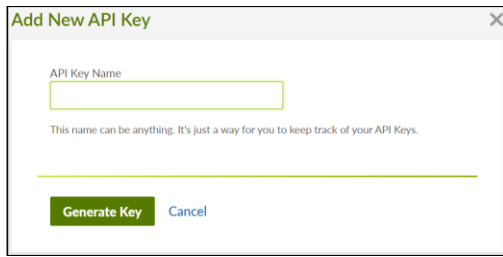 Add New API Key
API Key Name
This name can be anything. It's just a way for you to keep track of your API Keys.
Generate Key Cancel